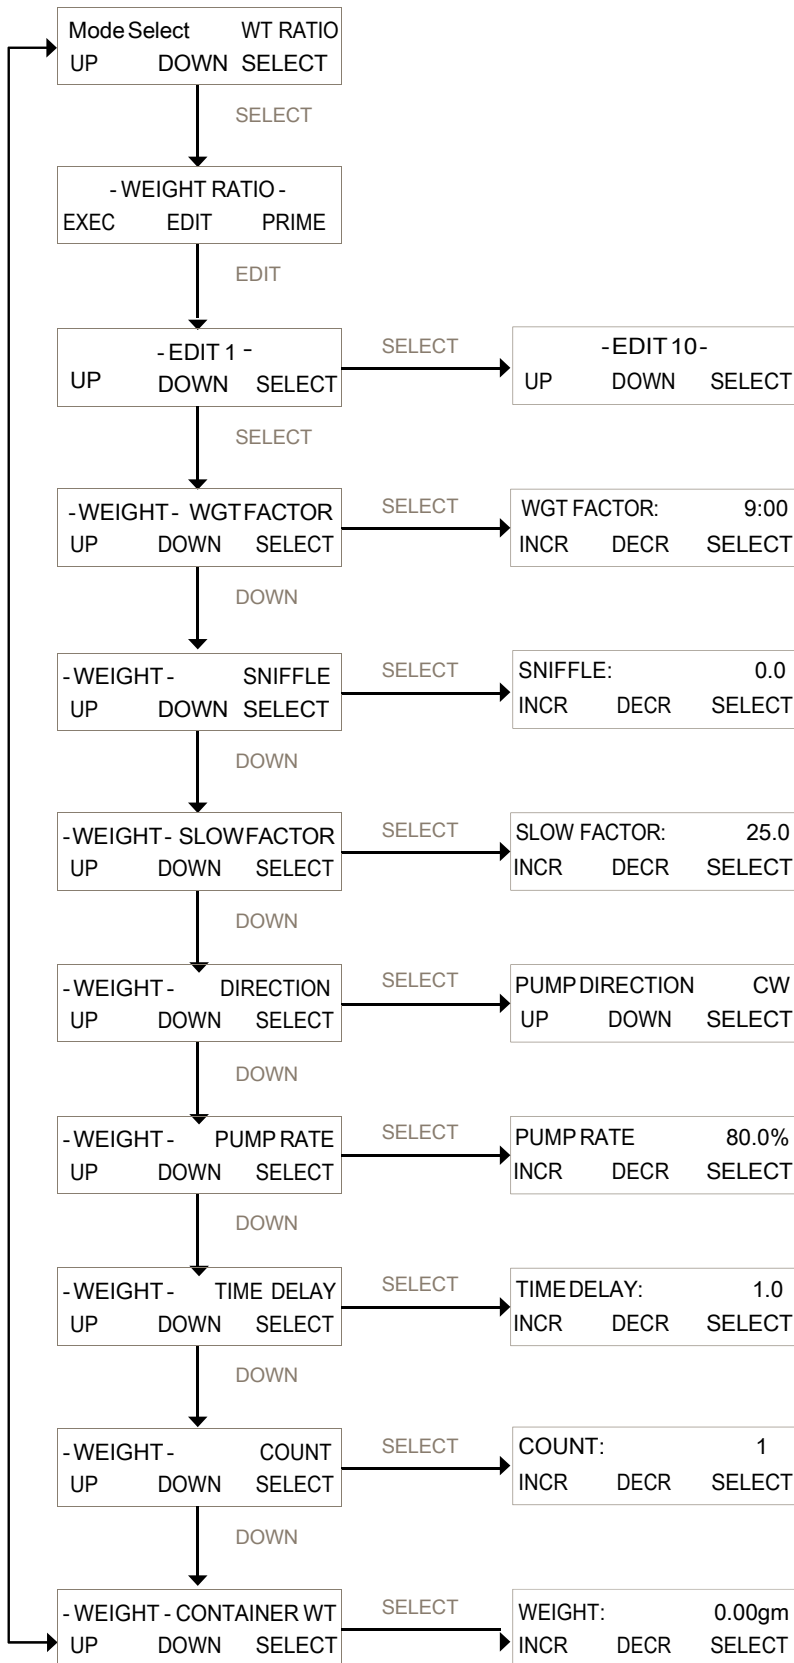 Mode Select WT RATIO
UP DOWN SELECT
SELECT
- WEIGHT RATIO -
EXEC EDIT PRIME
EDIT
- EDIT 1 -
UP DOWN SELECT
SELECT
- EDIT 10 -
UP DOWN SELECT
SELECT
- WEIGHT - WGT FACTOR
UP DOWN SELECT
SELECT
WGT FACTOR: 9:00
INCR DECR SELECT
DOWN
- WEIGHT - SNIFFLE
UP DOWN SELECT
SELECT
SNIFFLE: 0.0
INCR DECR SELECT
DOWN
- WEIGHT - SLOW FACTOR
UP DOWN SELECT
SELECT
SLOW FACTOR: 25.0
INCR DECR SELECT
DOWN
- WEIGHT - DIRECTION
UP DOWN SELECT
SELECT
PUMP DIRECTION CW
UP DOWN SELECT
DOWN
- WEIGHT - PUMP RATE
UP DOWN SELECT
SELECT
PUMP RATE 80.0%
INCR DECR SELECT
DOWN
- WEIGHT - TIME DELAY
UP DOWN SELECT
SELECT
TIME DELAY: 1.0
INCR DECR SELECT
DOWN
- WEIGHT - COUNT
UP DOWN SELECT
SELECT
COUNT: 1
INCR DECR SELECT
DOWN
- WEIGHT - CONTAINER WT
UP DOWN SELECT
SELECT
WEIGHT: 0.00gm
INCR DECR SELECT